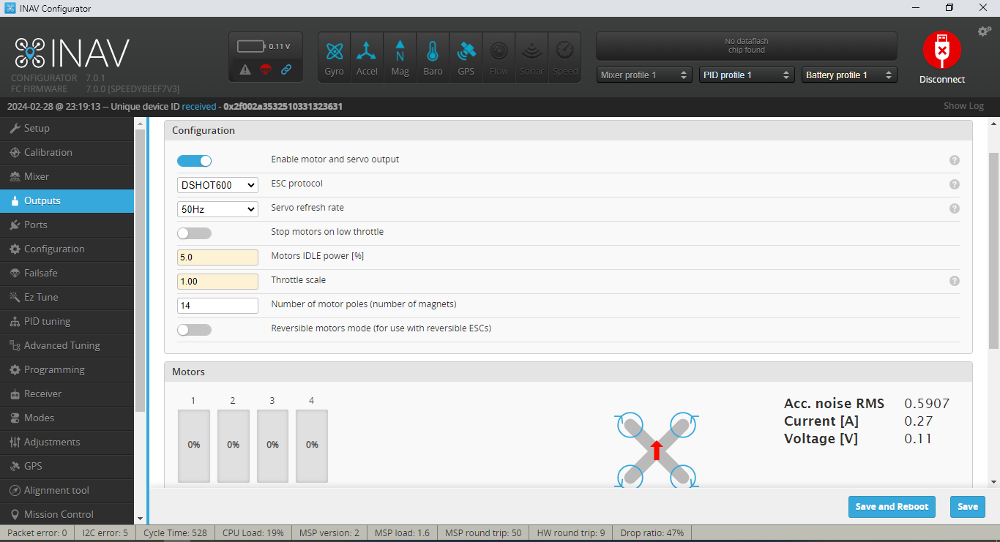 INAV Configurator
INAV
CONFIGURATOR 7.0.1
FC FIRMWARE 7.0.0 [SPEEDYBEEF7V3]
0.11 V
Gyro Accel Mag Baro GPS Flow Sonar Speed
No dataflash
chip found
Mixer profile 1 PID profile 1 Battery profile 1
Disconnect
2024-02-28 @ 23:19:13 -- Unique device ID received - 0x2f002a3532510331323631
Show Log
Setup
Calibration
Mixer
Outputs
Ports
Configuration
Failsafe
Ez Tune
PID tuning
Advanced Tuning
Programming
Receiver
Modes
Adjustments
GPS
Alignment tool
Mission Control
Configuration
Enable motor and servo output ?
DSHOT600 ESC protocol ?
50Hz Servo refresh rate ?
Stop motors on low throttle
5.0 Motors IDLE power [%]
1.00 Throttle scale ?
14 Number of motor poles (number of magnets)
Reversible motors mode (for use with reversible ESCs)
Motors
1 2 3 4
0% 0% 0% 0%
Acc. noise RMS 0.5907
Current [A] 0.27
Voltage [V] 0.11
Save and Reboot Save
Packet error: 0 I2C error: 5 Cycle Time: 528 CPU Load: 19% MSP version: 2 MSP load: 1.6 MSP round trip: 50 HW round trip: 9 Drop ratio: 47%